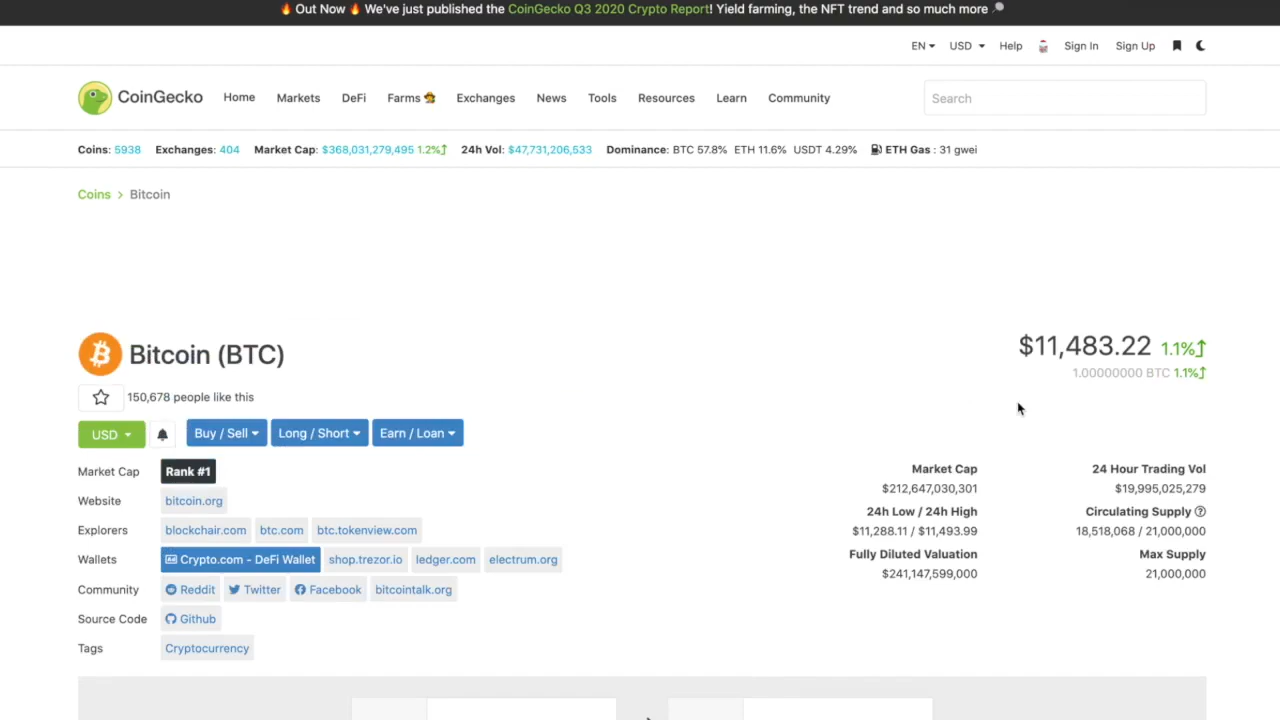 🔥 Out Now 🔥 We've just published the CoinGecko Q3 2020 Crypto Report! Yield farming, the NFT trend and so much more 🔎
EN USD Help Sign In Sign Up
CoinGecko Home Markets DeFi Farms Exchanges News Tools Resources Learn Community Search
Coins: 5938 Exchanges: 404 Market Cap: $368,031,279,495 1.2% 24h Vol: $47,731,206,533 Dominance: BTC 57.8% ETH 11.6% USDT 4.29% ETH Gas : 31 gwei
Coins > Bitcoin
Bitcoin (BTC)
$11,483.22 1.1%
1.00000000 BTC 1.1%
150,678 people like this
USD Buy / Sell Long / Short Earn / Loan
Market Cap Rank #1
Website bitcoin.org
Explorers blockchair.com btc.com btc.tokenview.com
Wallets Crypto.com - DeFi Wallet shop.trezor.io ledger.com electrum.org
Community Reddit Twitter Facebook bitcointalk.org
Source Code Github
Tags Cryptocurrency
Market Cap 24 Hour Trading Vol
$212,647,030,301 $19,995,025,279
24h Low / 24h High Circulating Supply
$11,288.11 / $11,493.99 18,518,068 / 21,000,000
Fully Diluted Valuation Max Supply
$241,147,599,000 21,000,000